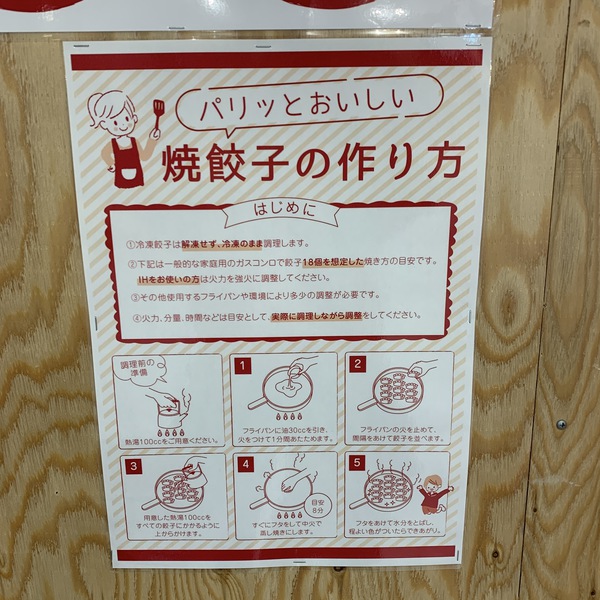 パリッとおいしい
焼餃子の作り方
はじめに
①冷凍餃子は解凍せず、冷凍のまま調理します。
②下記は一般的な家庭用のガスコンロで餃子18個を想定した焼き方の目安です。
IHをお使いの方は火力を強火に調整してください。
③その他使用するフライパンや環境により多少の調整が必要です。
④火力、分量、時間などは目安として、実際に調理しながら調整をしてください。
調理前の
準備
熱湯100ccをご用意ください。
1
フライパンに油30ccを引き、
火をつけて1分間あたためます。
2
フライパンの火を止めて、
間隔をあけて餃子を並べます。
3
用意した熱湯100ccを
すべての餃子にかかるように
上からかけます。
4
目安
8分
すぐにフタをして中火で
蒸し焼きにします。
5
フタをあけて水分をとばし、
程よい色がついたらできあがり。